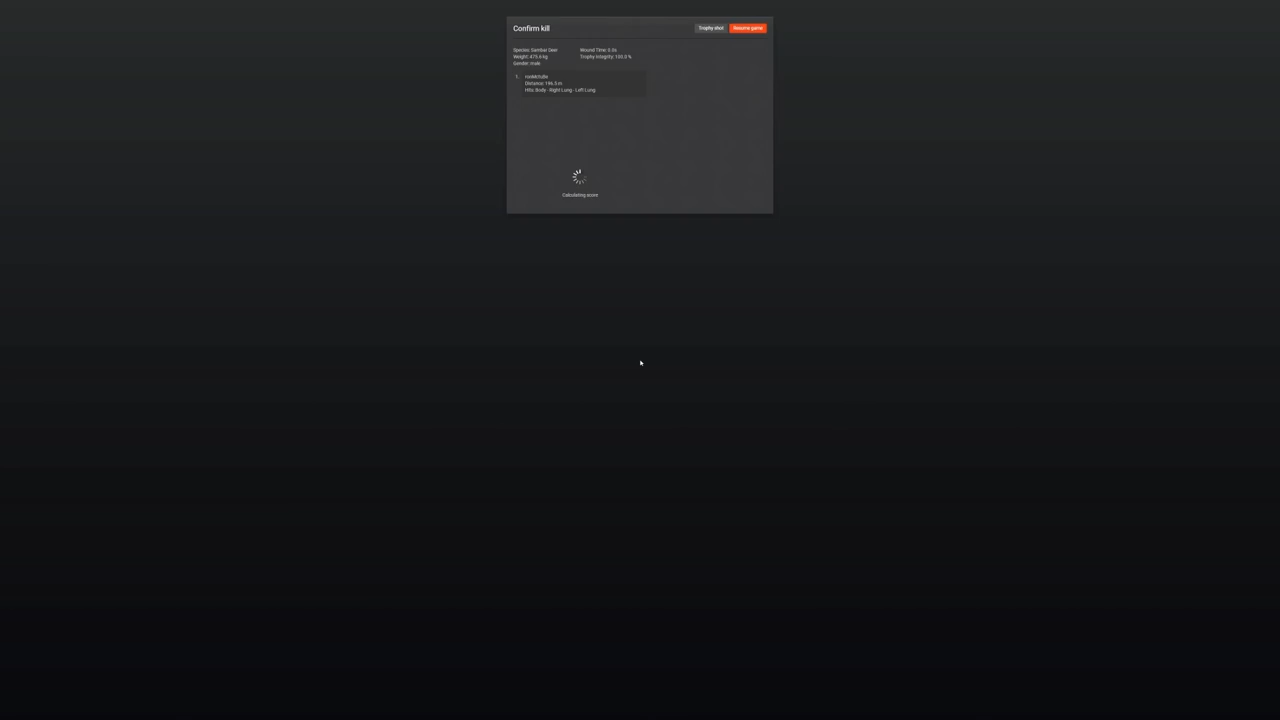 Confirm kill
Trophy shot
Resume game
Species: Sambar Deer
Wound Time: 0.0s
Weight: 475.6 kg
Trophy Integrity: 100.0 %
Gender: male
1.
Distance: 196.5 m
Hits: Body - Right Lung - Left Lung
Calculating score